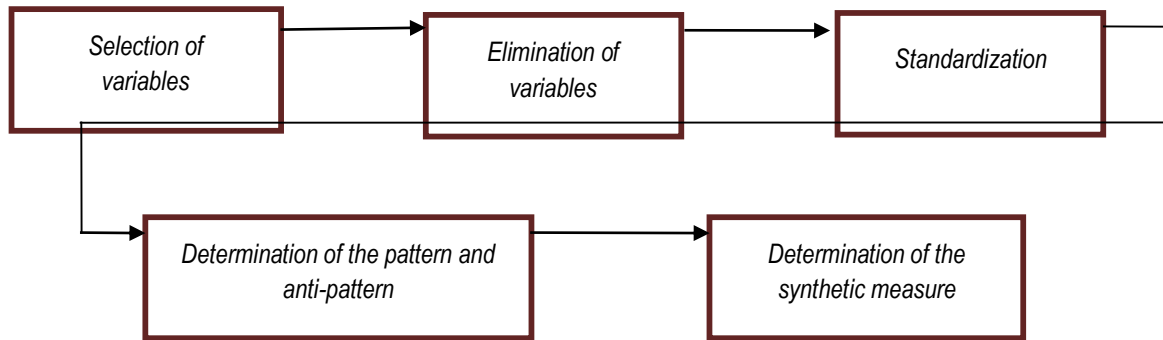 Selection of
variables
Elimination of
variables
Standardization
Determination of the pattern and
anti-pattern
Determination of the
synthetic measure